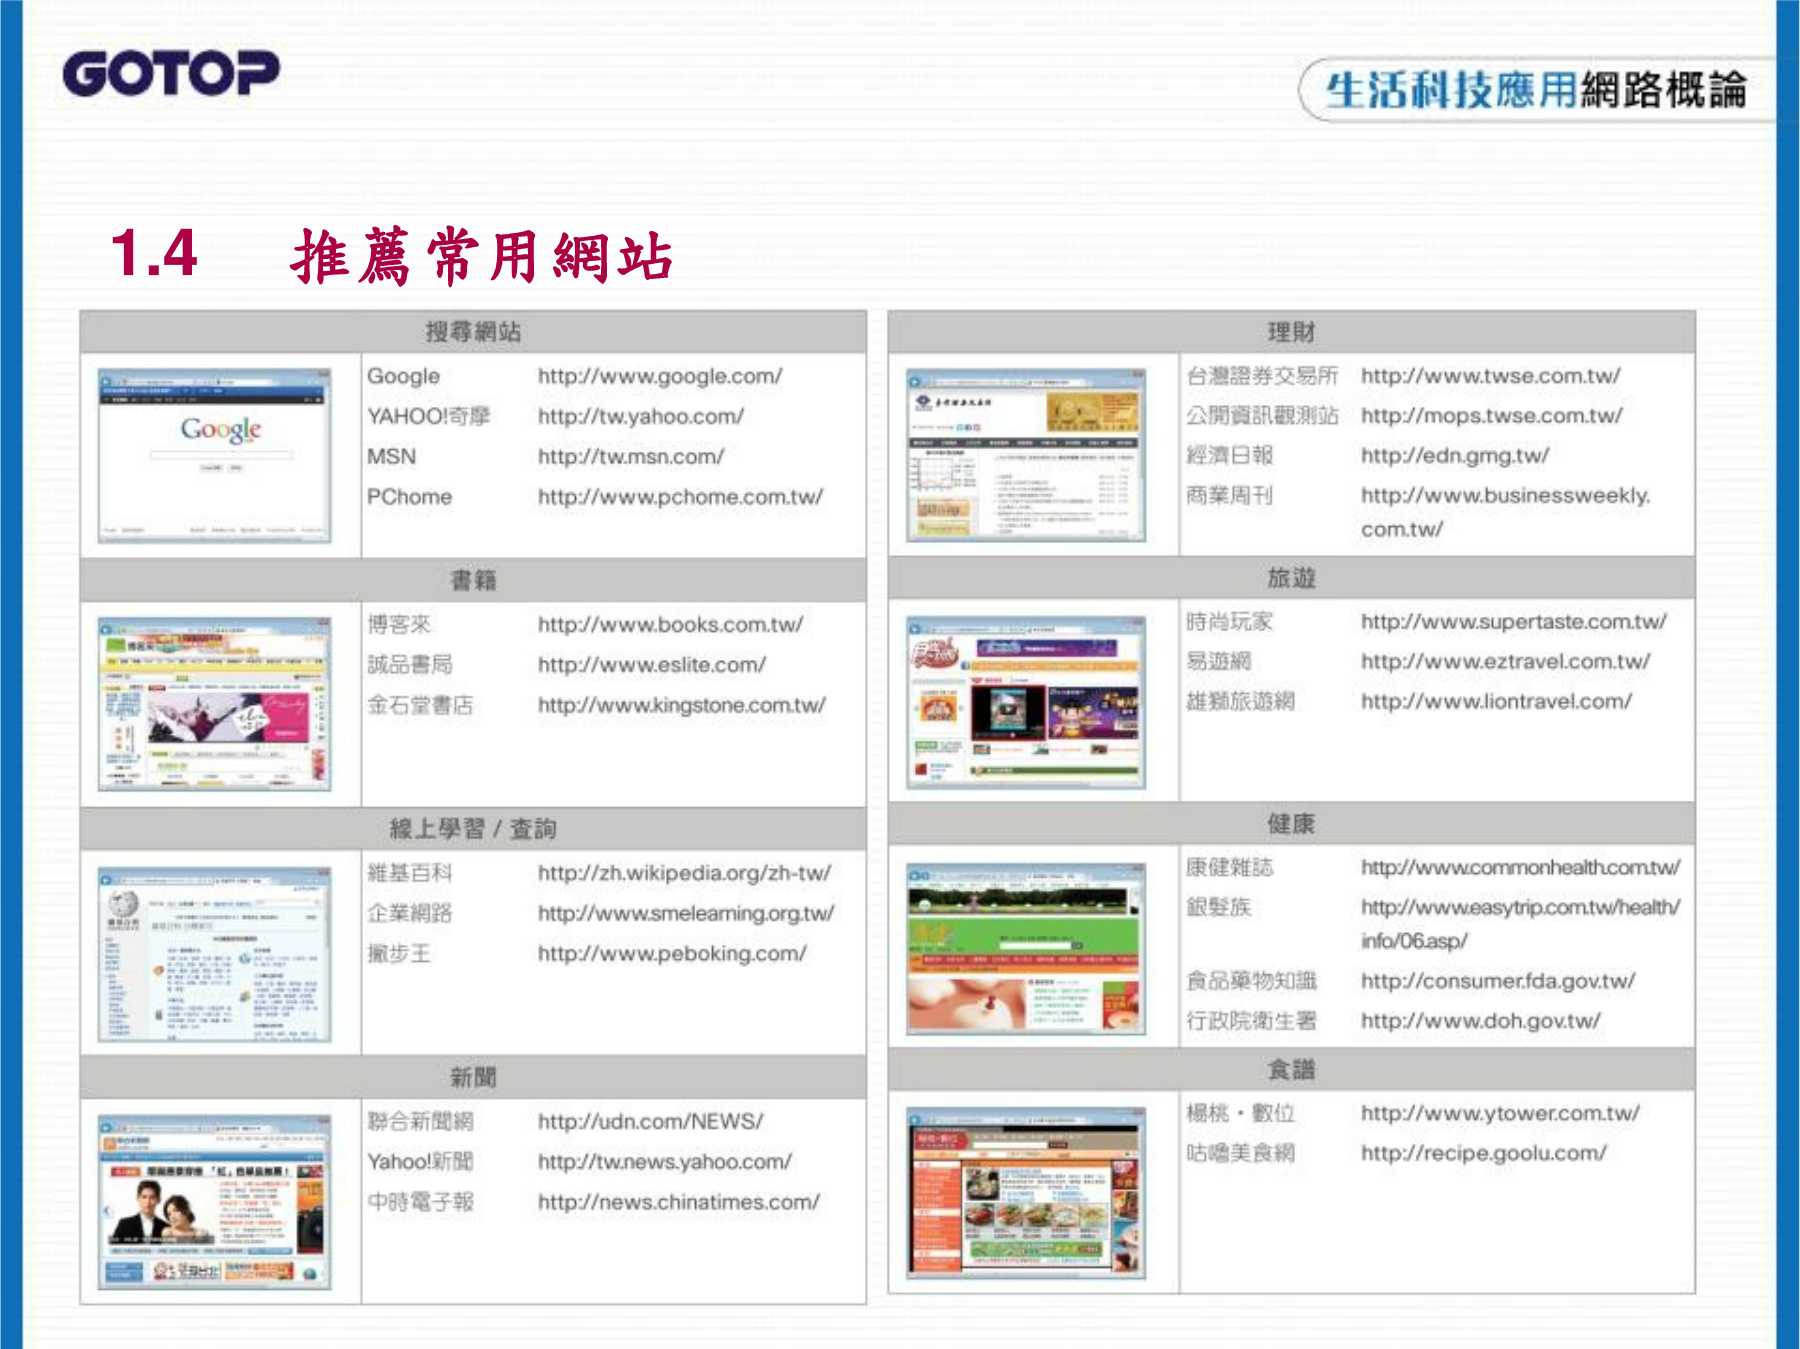 GOTOP
生活科技應用網路概論
1.4 推薦常用網站
搜尋網站
Google http://www.google.com/
YAHOO!奇摩 http://tw.yahoo.com/
MSN http://tw.msn.com/
PChome http://www.pchome.com.tw/
書籍
博客來 http://www.books.com.tw/
誠品書局 http://www.eslite.com/
金石堂書店 http://www.kingstone.com.tw/
線上學習 / 查詢
維基百科 http://zh.wikipedia.org/zh-tw/
企業網路 http://www.smelearning.org.tw/
撇步王 http://www.peboking.com/
新聞
聯合新聞網 http://udn.com/NEWS/
Yahoo!新聞 http://tw.news.yahoo.com/
中時電子報 http://news.chinatimes.com/
理財
台灣證券交易所 http://www.twse.com.tw/
公開資訊觀測站 http://mops.twse.com.tw/
經濟日報 http://edn.gmg.tw/
商業周刊 http://www.businessweekly.
com.tw/
旅遊
時尚玩家 http://www.supertaste.com.tw/
易遊網 http://www.eztravel.com.tw/
雄獅旅遊網 http://www.liontravel.com/
健康
康健雜誌 http://www.commonhealth.com.tw/
銀髮族 http://www.easytrip.com.tw/health/
info/06.asp/
食品藥物知識 http://consumer.fda.gov.tw/
行政院衛生署 http://www.doh.gov.tw/
食譜
楊桃・數位 http://www.ytower.com.tw/
咕嚕美食網 http://recipe.goolu.com/
Google
博客來